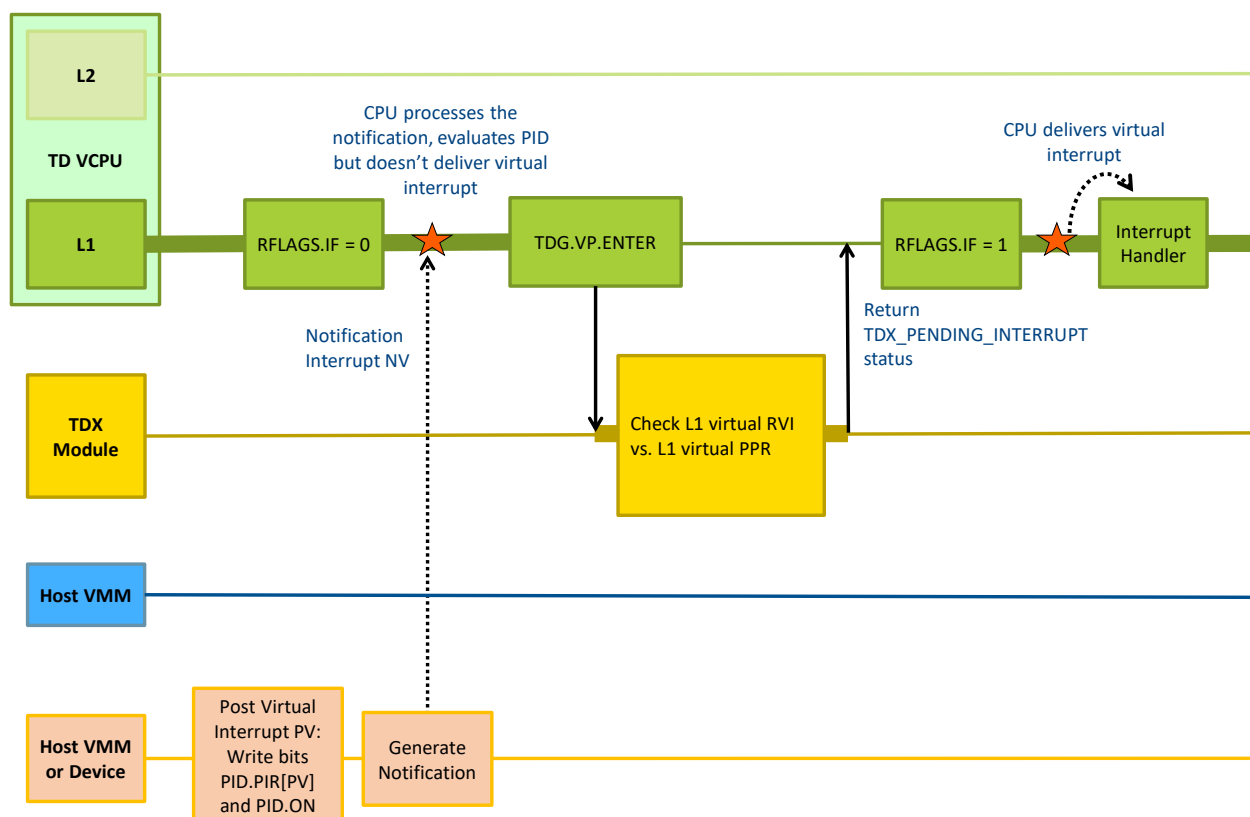 L2
TD VCPU
L1
CPU processes the
notification, evaluates PID
but doesn't deliver virtual
interrupt
CPU delivers virtual
interrupt
RFLAGS.IF = 0
TDG.VP.ENTER
RFLAGS.IF = 1
Interrupt
Handler
Notification
Interrupt NV
Return
TDX_PENDING_INTERRUPT
status
TDX
Module
Check L1 virtual RVI
vs. L1 virtual PPR
Host VMM
Host VMM
or Device
Post Virtual
Interrupt PV:
Write bits
PID.PIR[PV]
and PID.ON
Generate
Notification